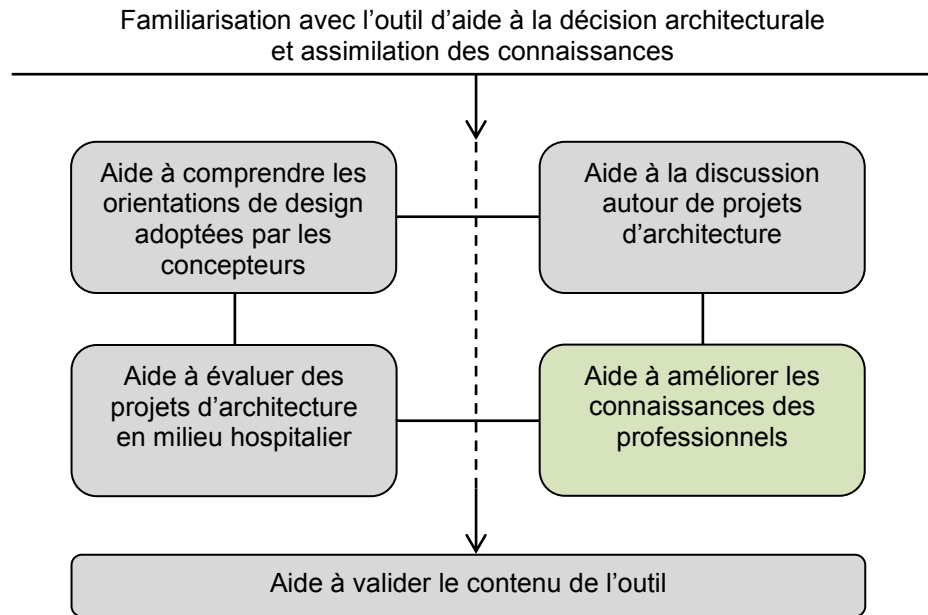 Familiarisation avec l’outil d’aide à la décision architecturale
et assimilation des connaissances
Aide à comprendre les
orientations de design
adoptées par les
concepteurs
Aide à la discussion
autour de projets
d’architecture
Aide à évaluer des
projets d’architecture
en milieu hospitalier
Aide à améliorer les
connaissances des
professionnels
Aide à valider le contenu de l’outil